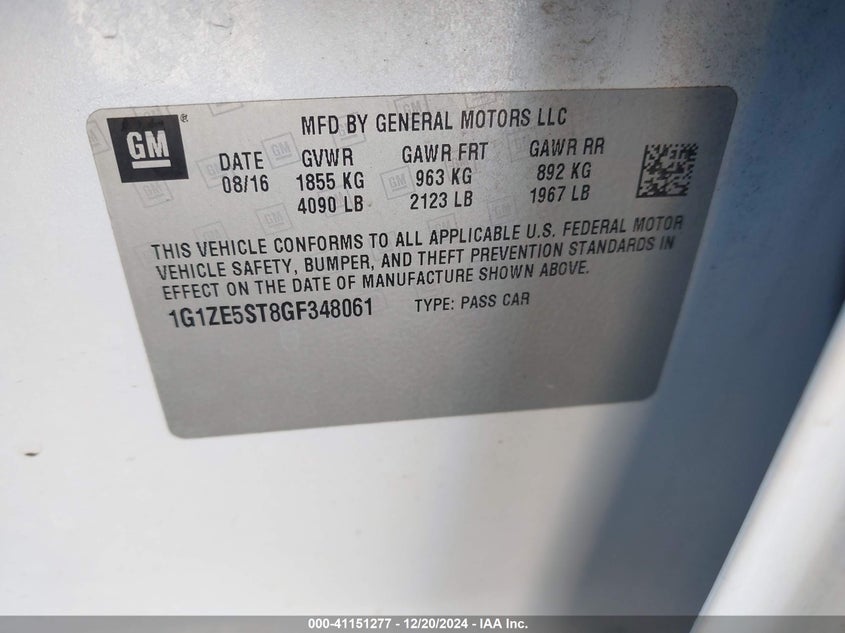 GM ®
MFD BY GENERAL MOTORS LLC
DATE GVWR GAWR FRT GAWR RR
08/16 1855 KG 963 KG 892 KG
4090 LB 2123 LB 1967 LB
THIS VEHICLE CONFORMS TO ALL APPLICABLE U.S. FEDERAL MOTOR
VEHICLE SAFETY, BUMPER, AND THEFT PREVENTION STANDARDS IN
EFFECT ON THE DATE OF MANUFACTURE SHOWN ABOVE.
1G1ZE5ST8GF348061 TYPE: PASS CAR
000-41151277 - 12/20/2024 - IAA Inc.